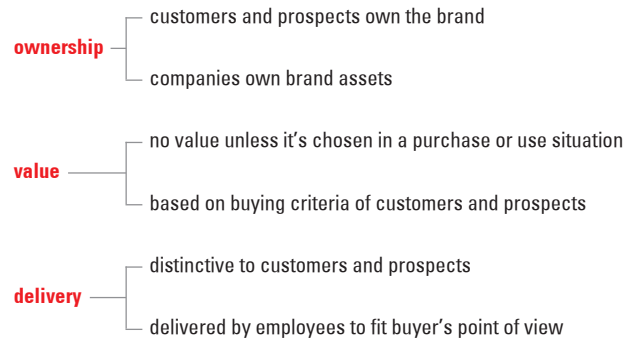 customers and prospects own the brand
ownership
companies own brand assets
no value unless it's chosen in a purchase or use situation
value
based on buying criteria of customers and prospects
distinctive to customers and prospects
delivery
delivered by employees to fit buyer's point of view